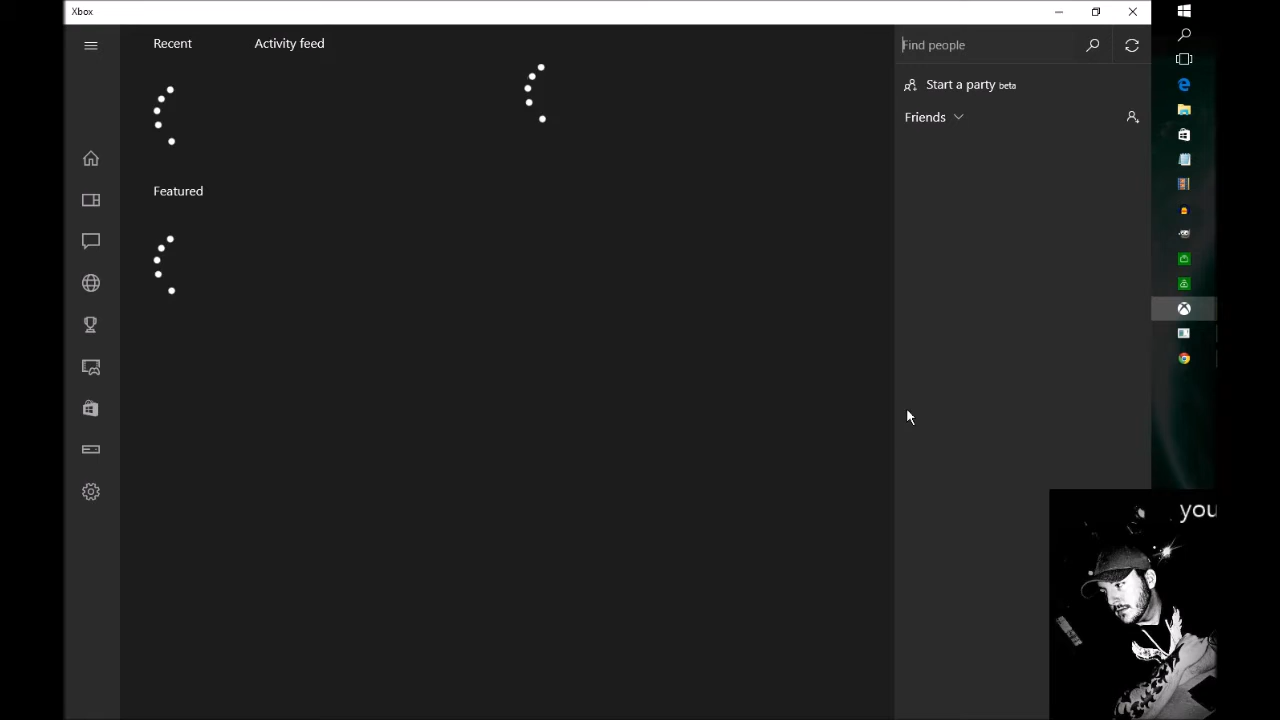 Xbox
Recent
Activity feed
Find people
Start a party beta
Friends
Featured
you